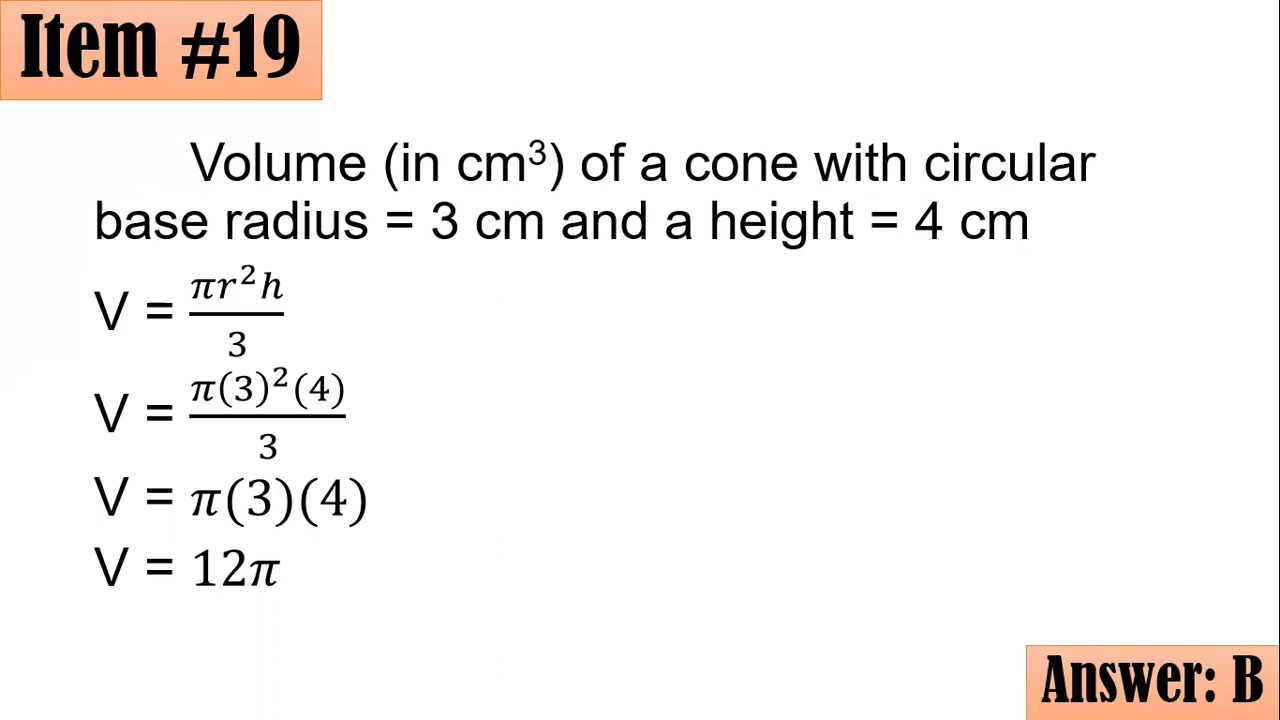 Item #19
Volume (in cm³) of a cone with circular
base radius = 3 cm and a height = 4 cm
V = πr²h/3
V = π(3)²(4)/3
V = π(3)(4)
V = 12π
Answer: B